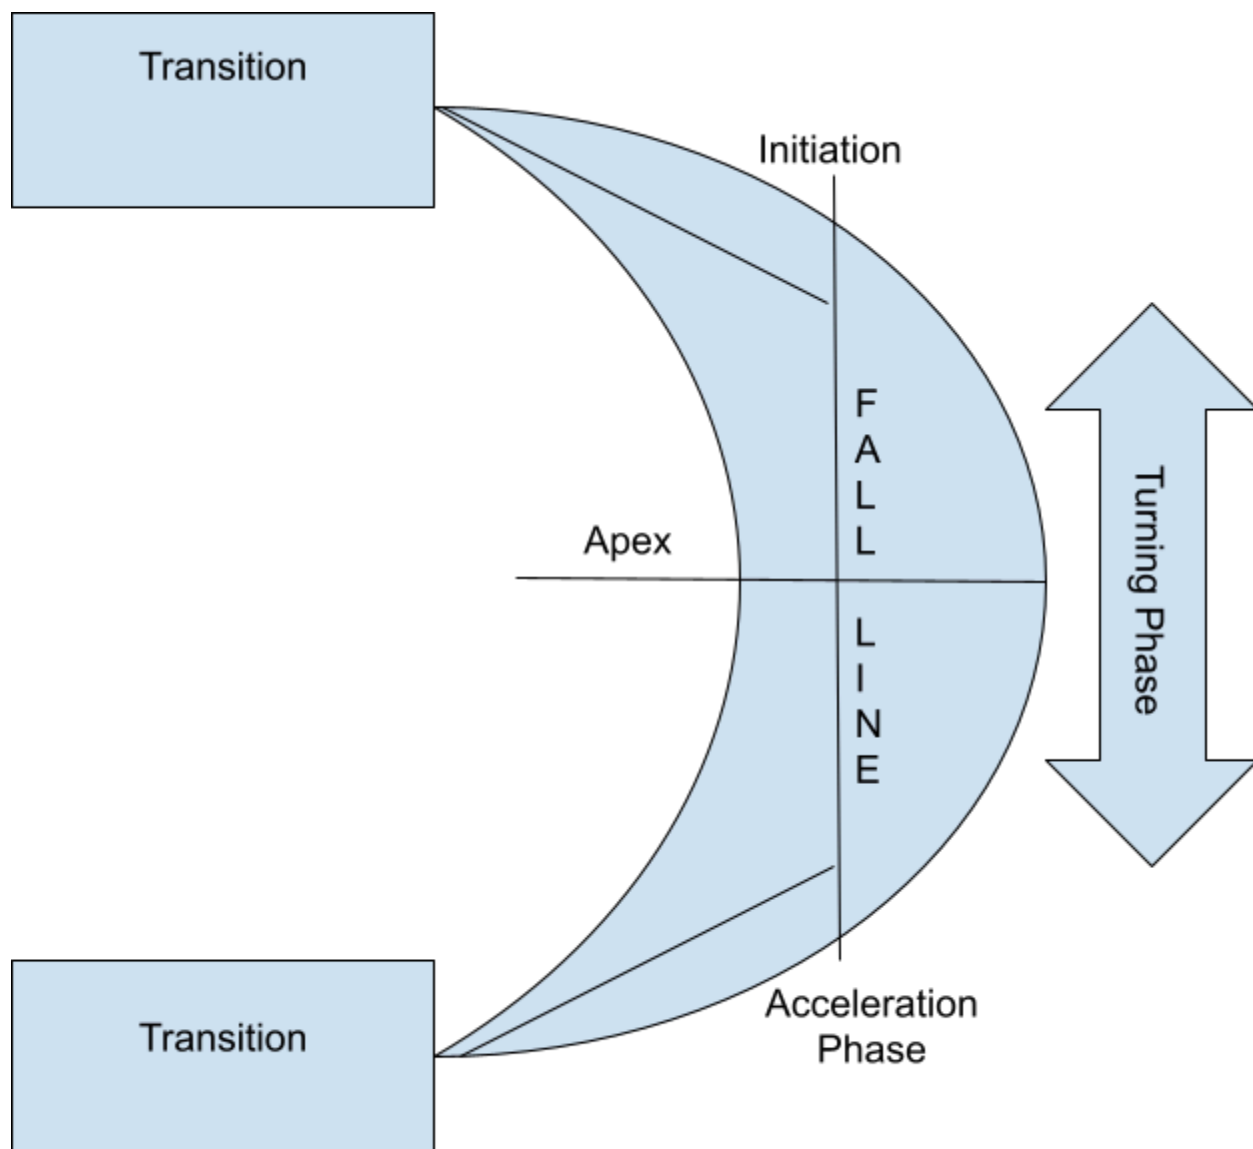 Transition
Initiation
FALL
LINE
Apex
Turning Phase
Transition
Acceleration
Phase